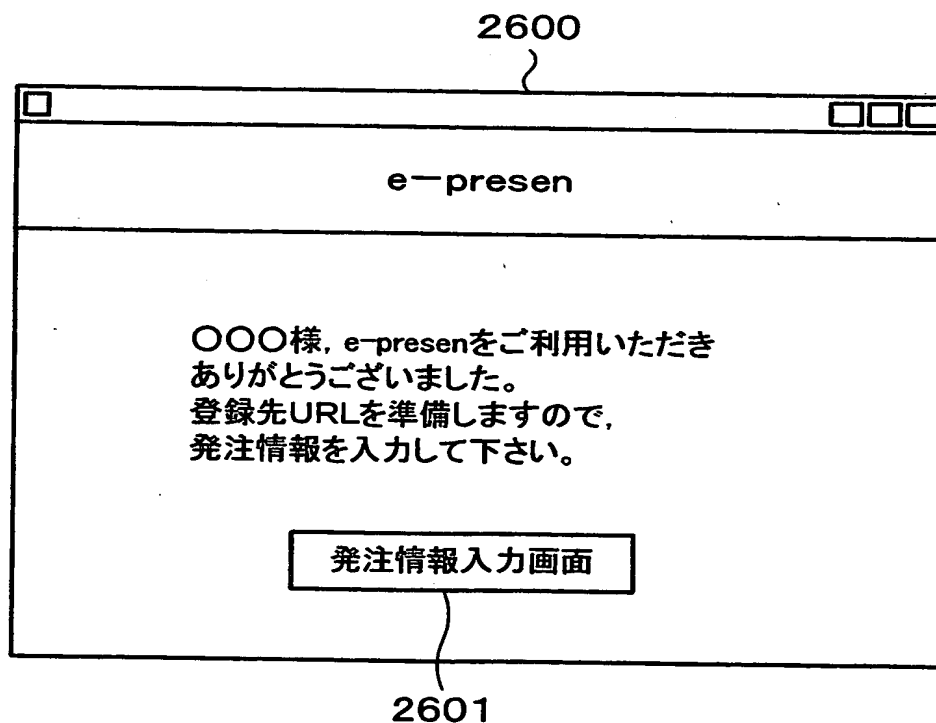 2600
e－presen
〇〇〇様, e-presenをご利用いただき
ありがとうございました。
登録先URLを準備しますので,
発注情報を入力して下さい。
発注情報入力画面
2601